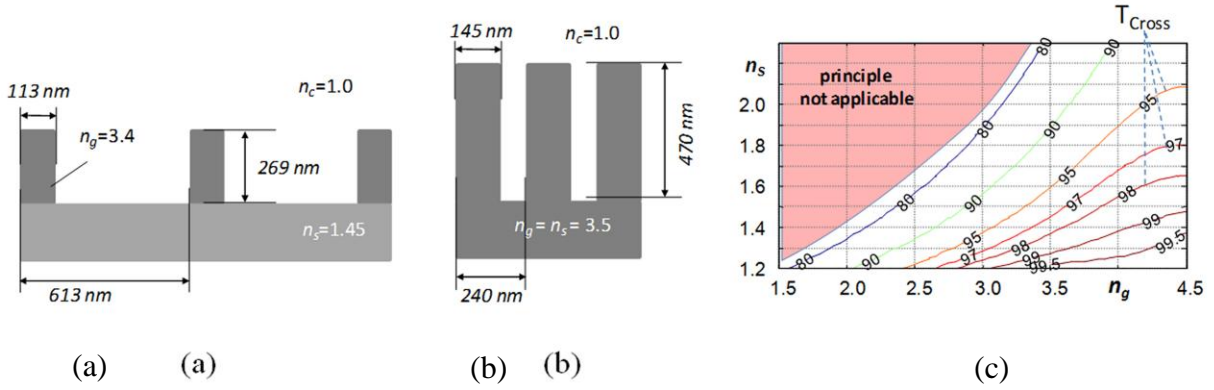 113 nm
n_g=3.4
n_c=1.0
269 nm
n_s=1.45
613 nm
(a) (a)
145 nm
n_c=1.0
470 nm
n_g = n_s = 3.5
240 nm
(b) (b)
T_Cross
n_s
principle
not applicable
2.0
1.8
1.6
1.4
1.2
80
90
95
97
80
90
95
97
98
99
99.5
80
90
95
97
98
99
99.5
1.5 2.0 2.5 3.0 3.5 n_g 4.5
(c)